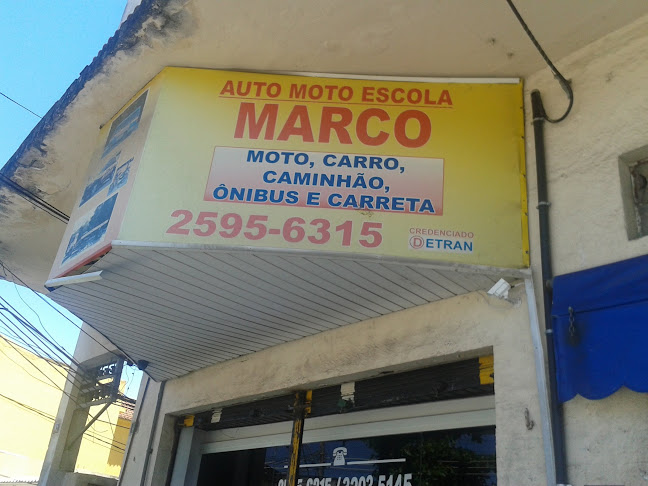 AUTO MOTO ESCOLA
MARCO
MOTO, CARRO,
CAMINHÃO,
ÔNIBUS E CARRETA
2595-6315
CREDENCIADO
DETRAN